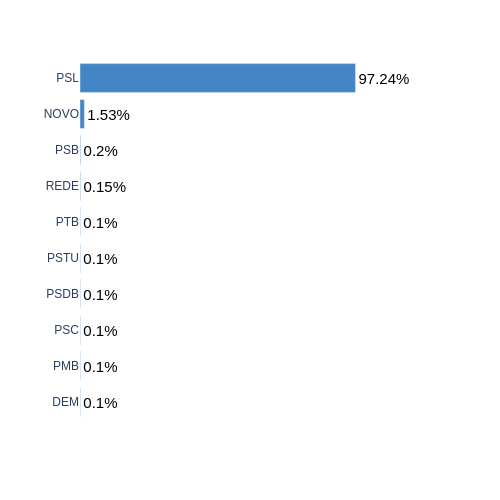 PSL 97.24%
NOVO 1.53%
PSB 0.2%
REDE 0.15%
PTB 0.1%
PSTU 0.1%
PSDB 0.1%
PSC 0.1%
PMB 0.1%
DEM 0.1%